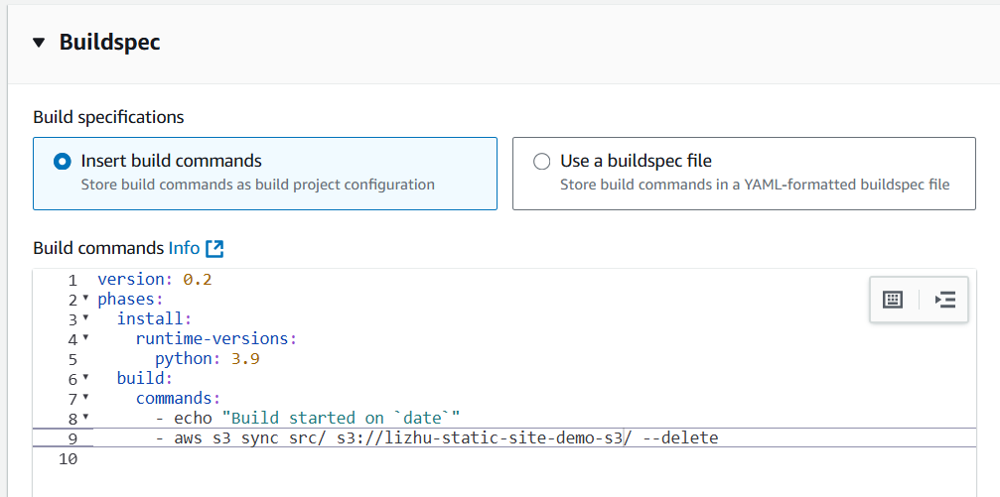 Buildspec
Build specifications
Insert build commands
Store build commands as build project configuration
Use a buildspec file
Store build commands in a YAML-formatted buildspec file
Build commands Info
1 version: 0.2
2 phases:
3   install:
4     runtime-versions:
5       python: 3.9
6   build:
7     commands:
8       - echo "Build started on `date`"
9       - aws s3 sync src/ s3://lizhu-static-site-demo-s3/ --delete
10